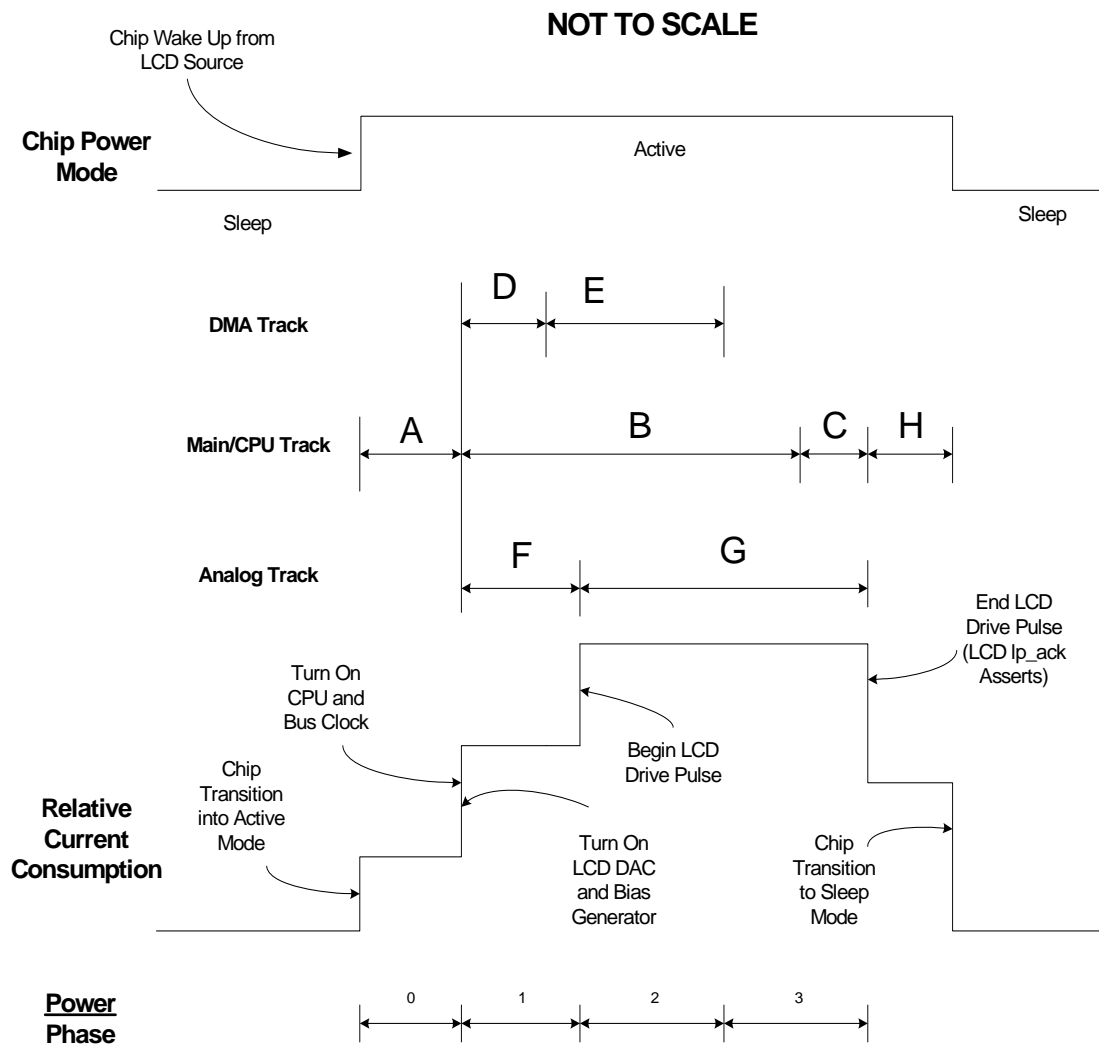 NOT TO SCALE
Chip Wake Up from
LCD Source
Chip Power
Mode
Active
Sleep
Sleep
DMA Track
D
E
Main/CPU Track
A
B
C
H
Analog Track
F
G
Turn On
CPU and
Bus Clock
End LCD
Drive Pulse
(LCD lp_ack
Asserts)
Begin LCD
Drive Pulse
Chip
Transition
into Active
Mode
Relative
Current
Consumption
Turn On
LCD DAC
and Bias
Generator
Chip
Transition
to Sleep
Mode
Power
Phase
0
1
2
3